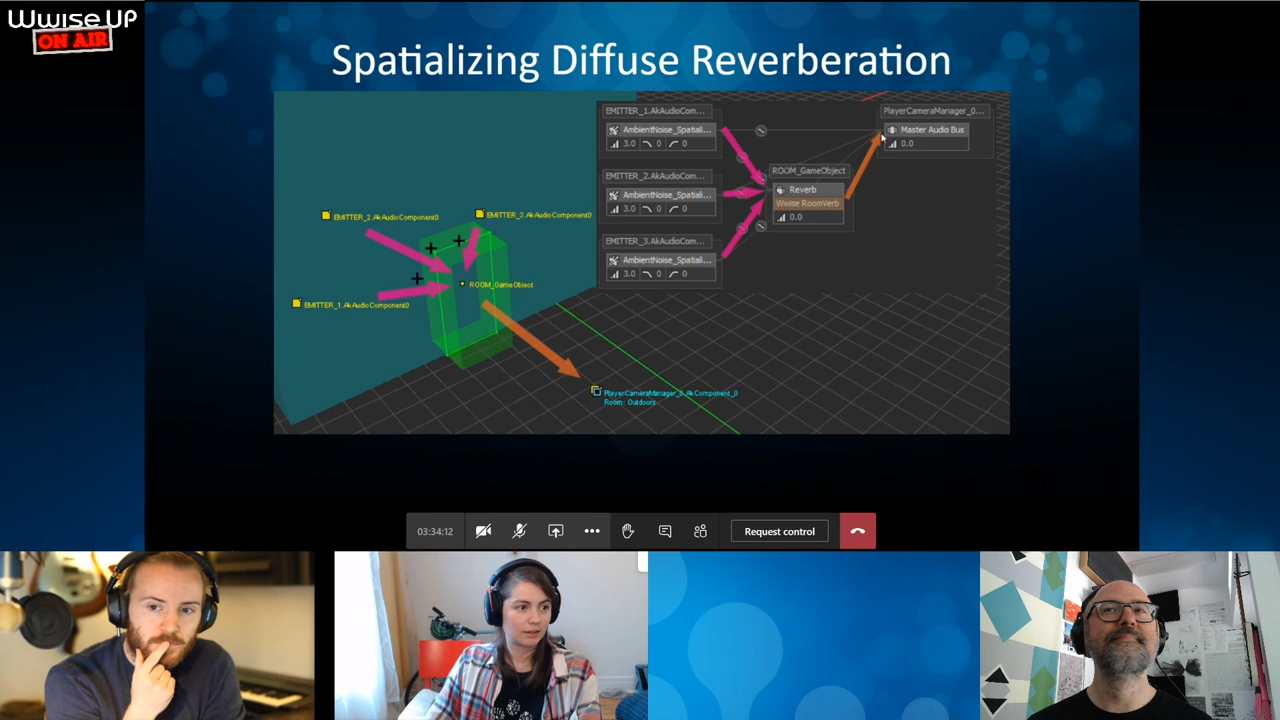 Wwise UP
ON AIR
Spatializing Diffuse Reverberation
EMITTER_1.AkAudioCom...
AmbientNoise_Spatiali...
3.0 0 0
EMITTER_2.AkAudioCom...
AmbientNoise_Spatiali...
3.0 0 0
EMITTER_3.AkAudioCom...
AmbientNoise_Spatiali...
3.0 0 0
ROOM_GameObject
Reverb
Wwise RoomVerb
0.0
PlayerCameraManager_0...
Master Audio Bus
0.0
EMITTER_2.AkAudioComponent0
EMITTER_3.AkAudioComponent0
ROOM_GameObject
EMITTER_1.AkAudioComponent0
PlayerCameraManager_0.AkComponent_0
Room: Outdoors
03:34:12
Request control